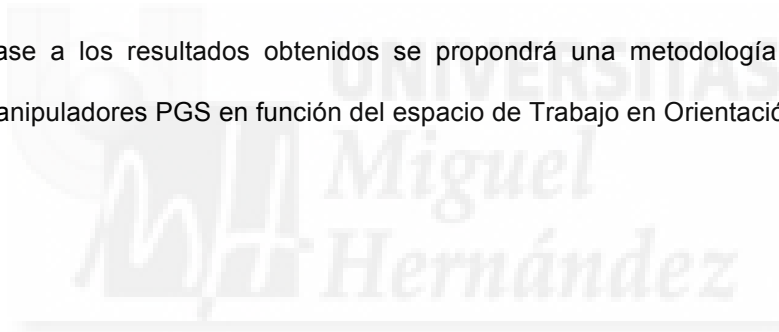 ase a los resultados obtenidos se propondrá una metodología
anipuladores PGS en función del espacio de Trabajo en Orientació
UNIVERSITAS
Miguel
Hernández